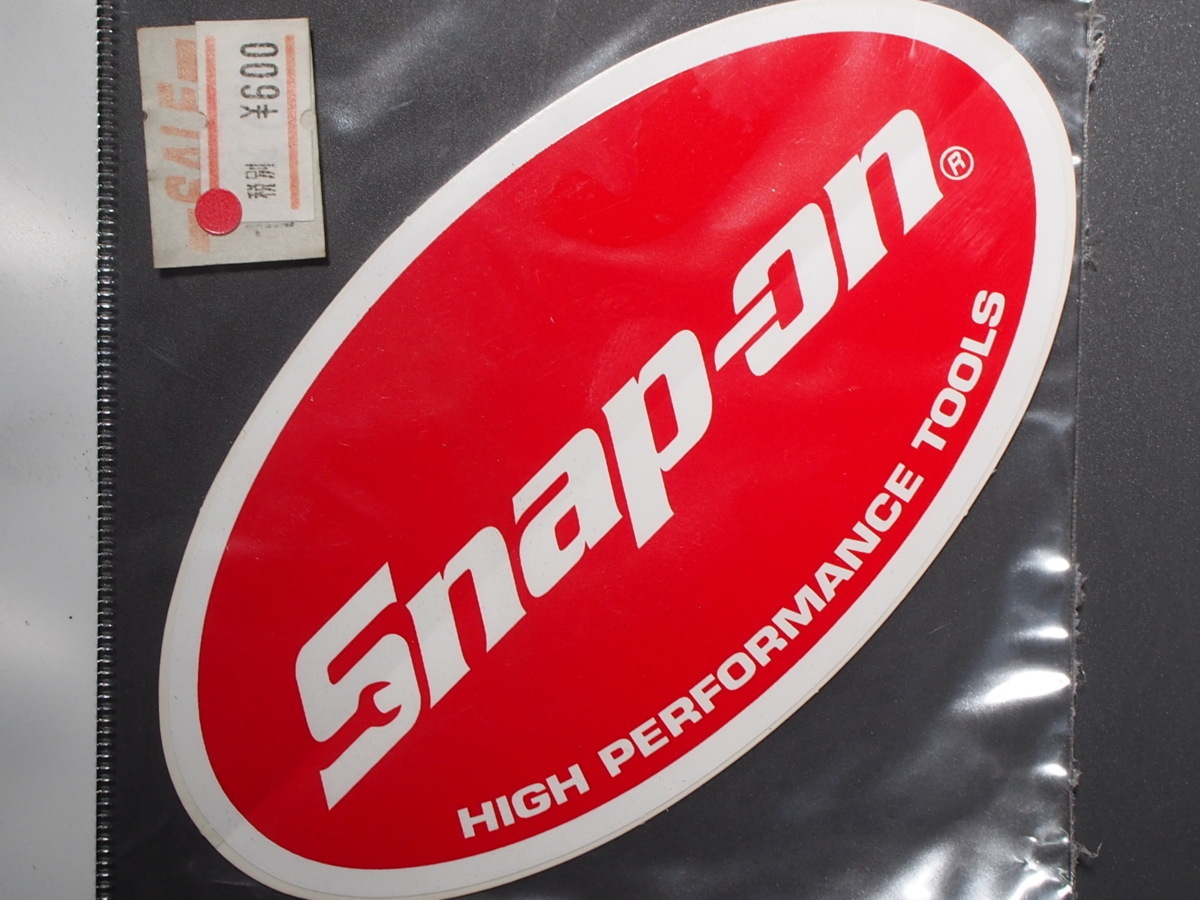 SALE
税別 ¥600
Snap-on®
HIGH PERFORMANCE TOOLS